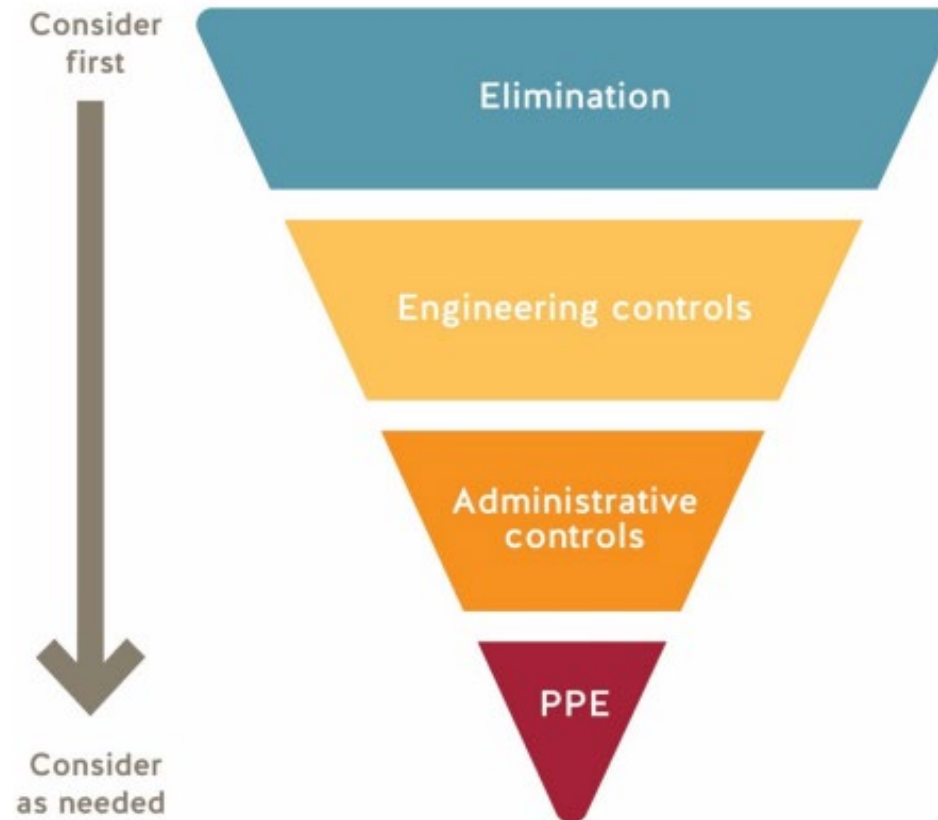 Consider
first
Elimination
Engineering controls
Administrative
controls
PPE
Consider
as needed